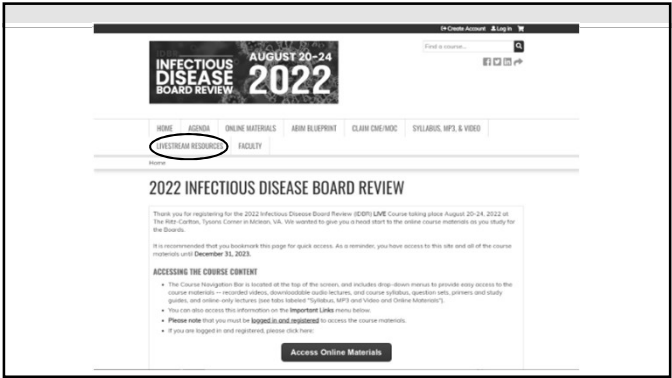 Create Account Log in
IDBR
INFECTIOUS
DISEASE
BOARD REVIEW
AUGUST 20-24
2022
Find a course...
HOME AGENDA ONLINE MATERIALS ABIM BLUEPRINT CLAIM CME/MOC SYLLABUS, MP3, & VIDEO
LIVESTREAM RESOURCES FACULTY
Home
2022 INFECTIOUS DISEASE BOARD REVIEW
Thank you for registering for the 2022 Infectious Disease Board Review (IDBR) LIVE Course taking place August 20-24, 2022 at
The Ritz-Carlton, Tysons Corner in Mclean, VA. We wanted to give you a head start to the online course materials as you study for
the Boards.
It is recommended that you bookmark this page for quick access. As a reminder, you have access to this site and all of the course
materials until December 31, 2023.
ACCESSING THE COURSE CONTENT
• The Course Navigation Bar is located at the top of the screen, and includes drop-down menus to provide easy access to the
course materials — recorded videos, downloadable audio lectures, and course syllabus, question sets, primers and study
guides, and online-only lectures (see tabs labeled "Syllabus, MP3 and Video and Online Materials").
• You can also access this information on the Important Links menu below.
• Please note that you must be logged in and registered to access the course materials.
• If you are logged in and registered, please click here:
Access Online Materials